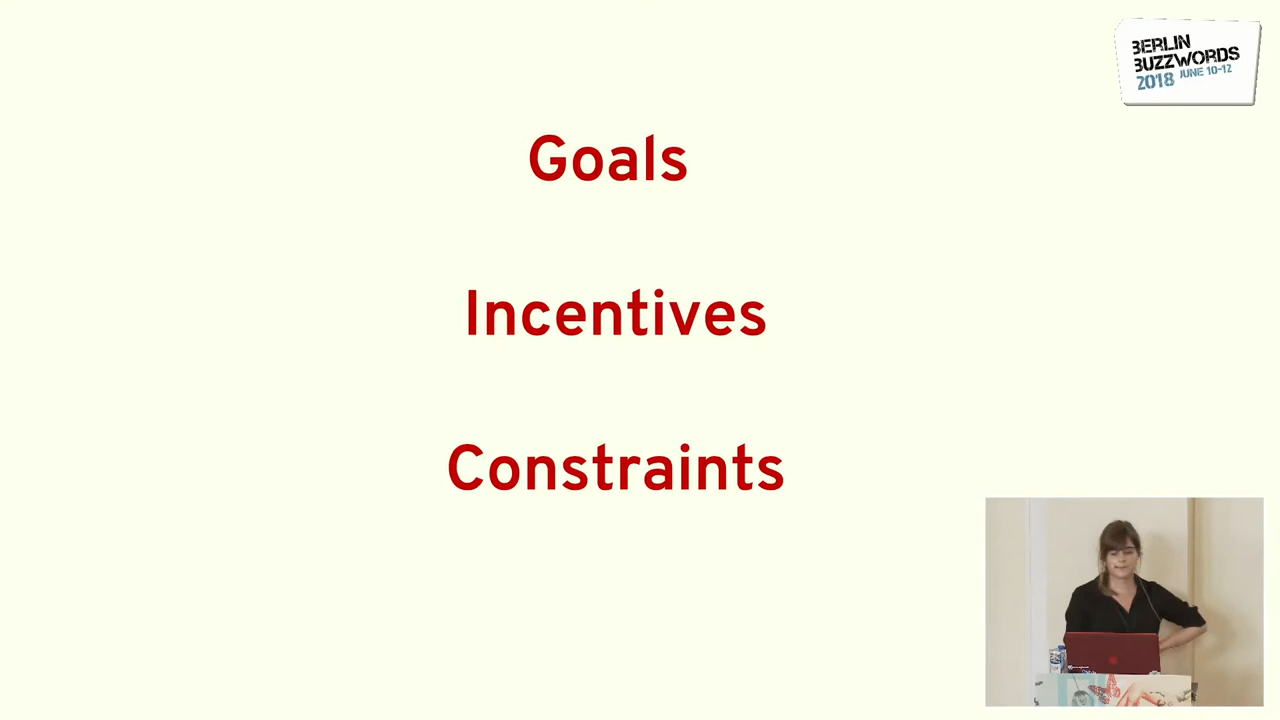 BERLIN
BUZZWORDS
2018 JUNE 10-12
Goals
Incentives
Constraints